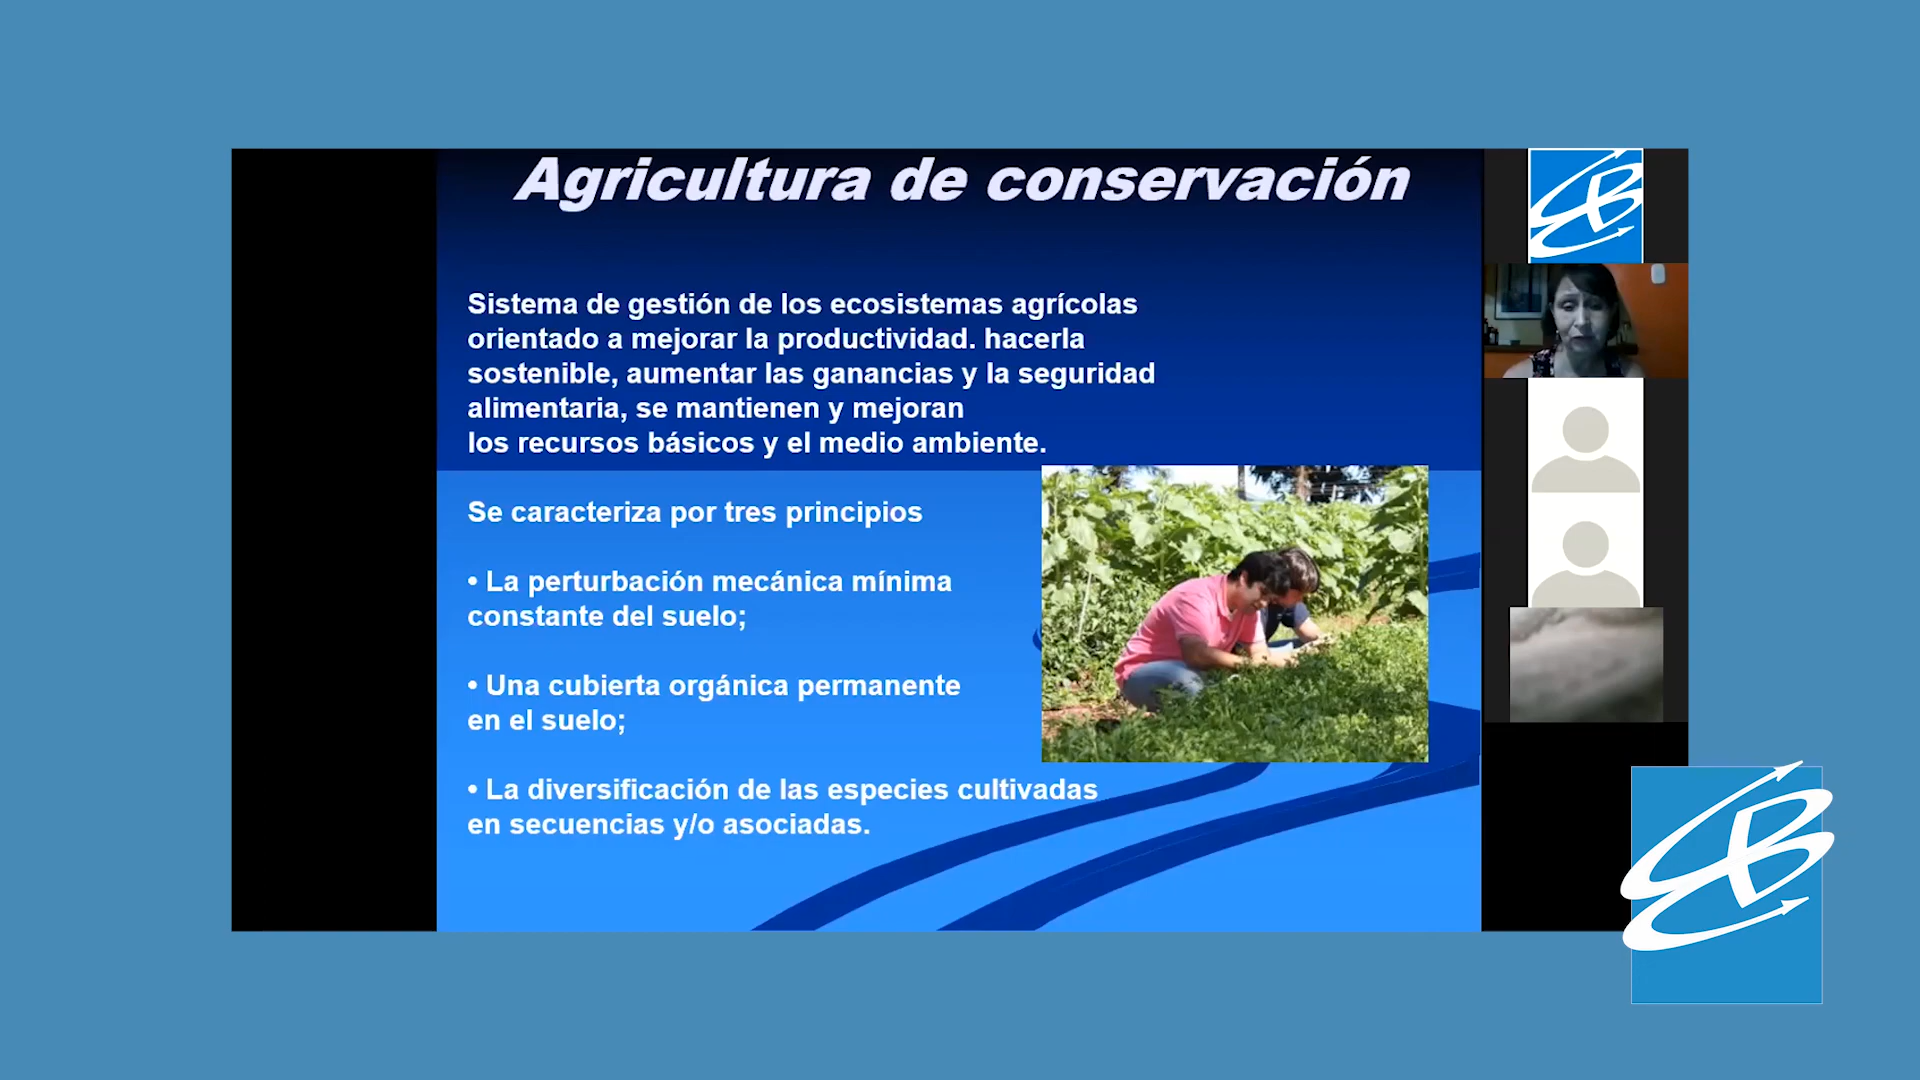 Agricultura de conservación
Sistema de gestión de los ecosistemas agrícolas
orientado a mejorar la productividad. hacerla
sostenible, aumentar las ganancias y la seguridad
alimentaria, se mantienen y mejoran
los recursos básicos y el medio ambiente.
Se caracteriza por tres principios
• La perturbación mecánica mínima
constante del suelo;
• Una cubierta orgánica permanente
en el suelo;
• La diversificación de las especies cultivadas
en secuencias y/o asociadas.